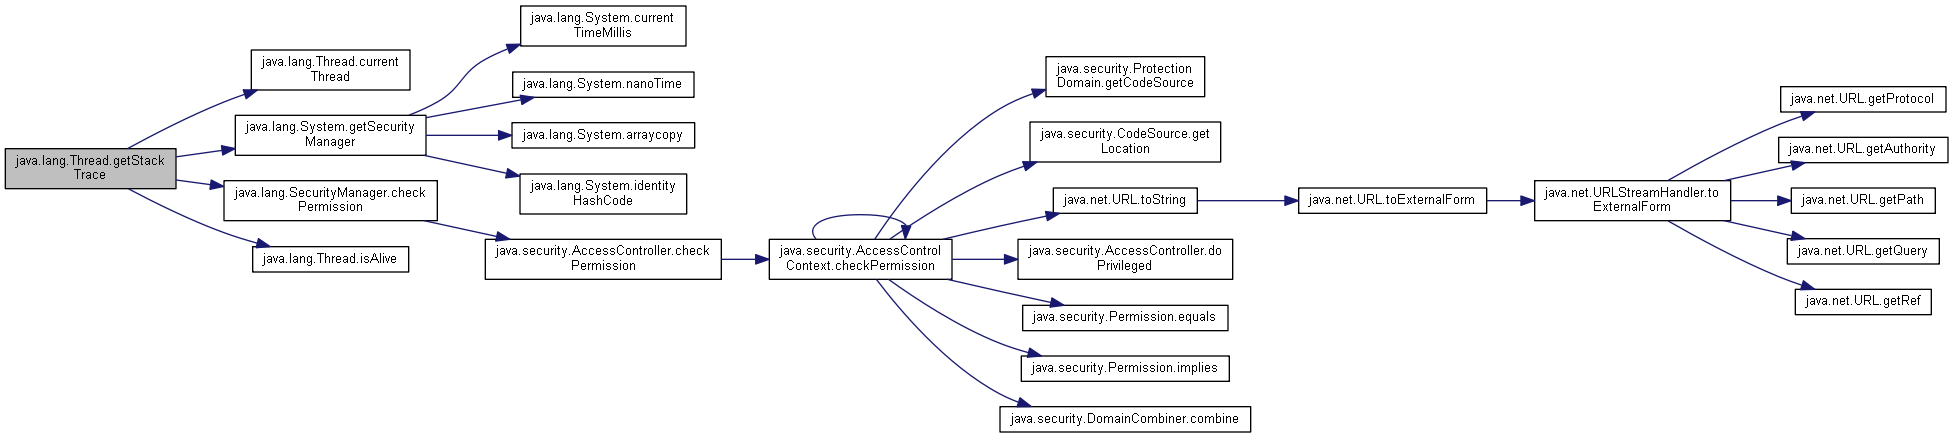 java.lang.Thread.getStack
Trace
java.lang.Thread.current
Thread
java.lang.System.getSecurity
Manager
java.lang.SecurityManager.check
Permission
java.lang.Thread.isAlive
java.lang.System.current
TimeMillis
java.lang.System.nanoTime
java.lang.System.arraycopy
java.lang.System.identity
HashCode
java.security.AccessController.check
Permission
java.security.AccessControl
Context.checkPermission
java.security.Protection
Domain.getCodeSource
java.security.CodeSource.get
Location
java.net.URL.toString
java.security.AccessController.do
Privileged
java.security.Permission.equals
java.security.Permission.implies
java.security.DomainCombiner.combine
java.net.URL.toExternalForm
java.net.URLStreamHandler.to
ExternalForm
java.net.URL.getProtocol
java.net.URL.getAuthority
java.net.URL.getPath
java.net.URL.getQuery
java.net.URL.getRef